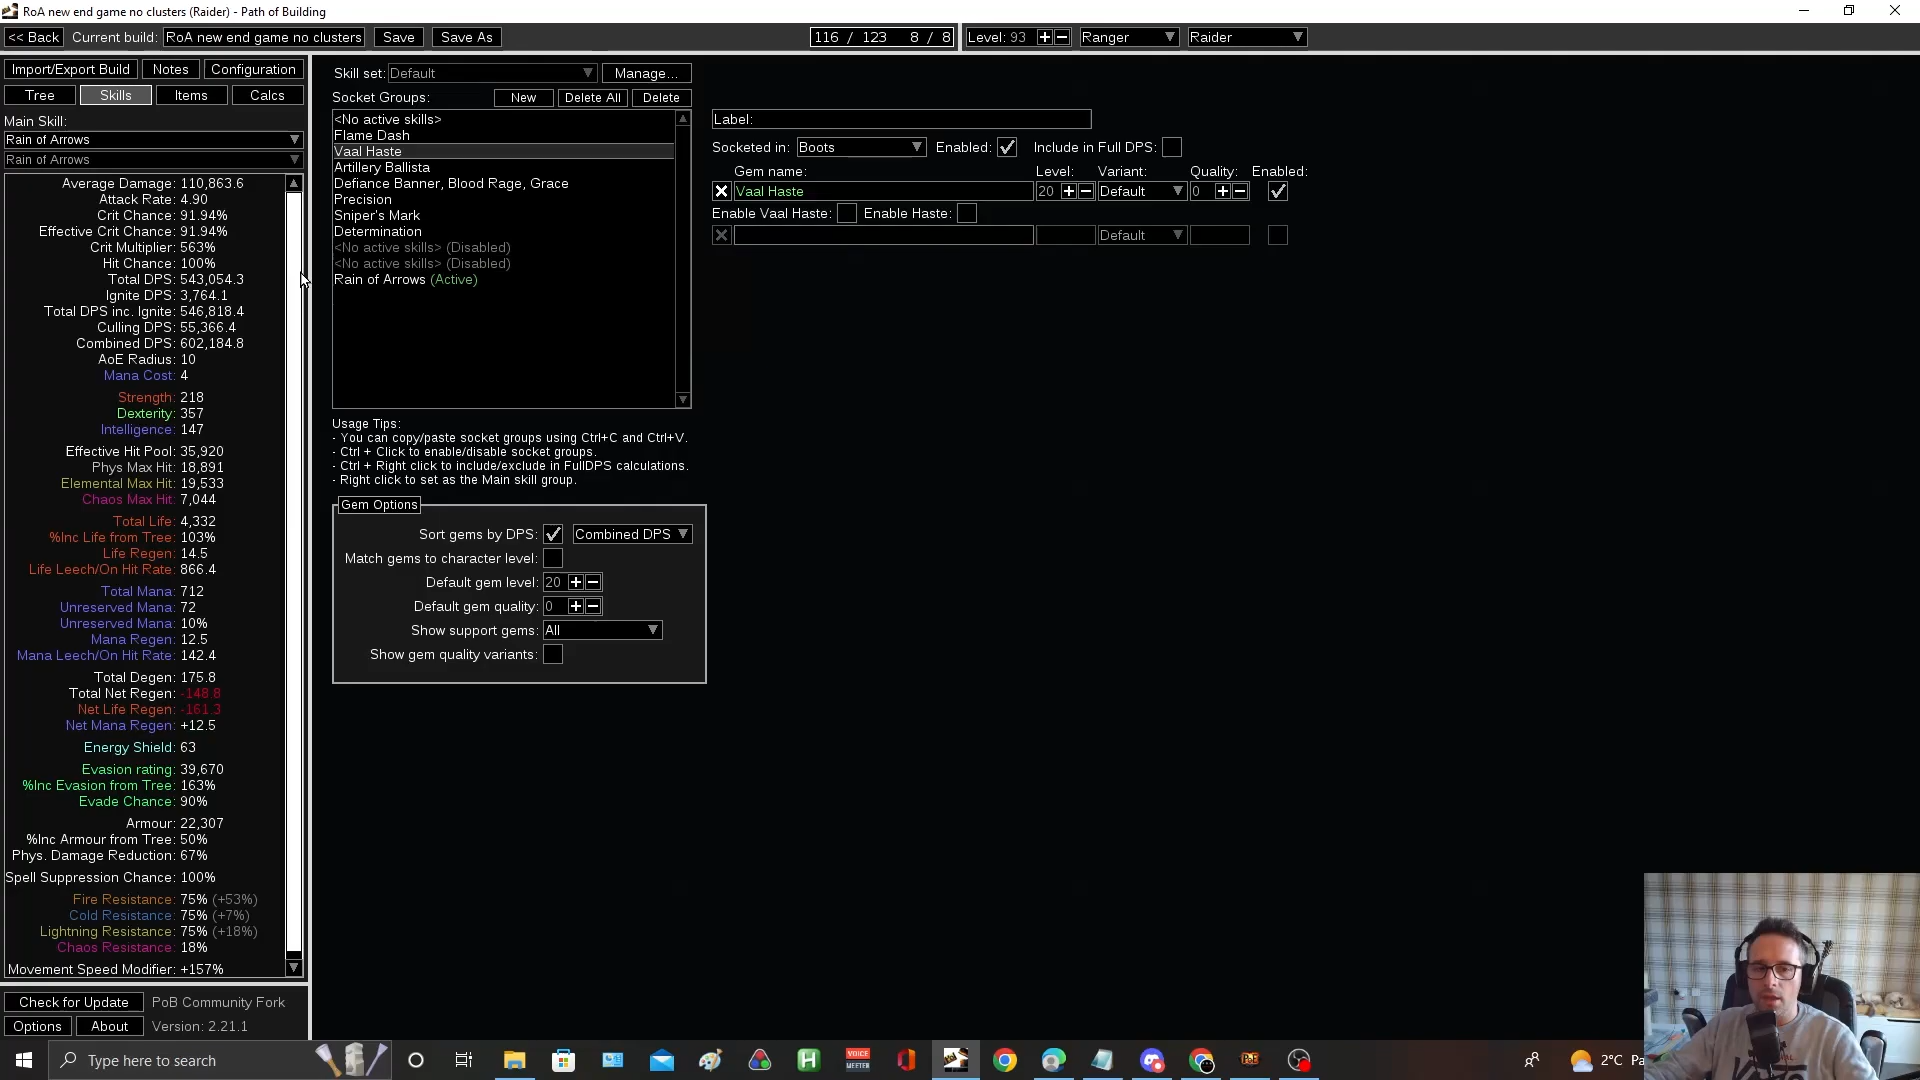 RoA new end game no clusters (Raider) - Path of Building
<< Back Current build: RoA new end game no clusters Save Save As 116 / 123 8 / 8 Level: 93 Ranger Raider
Import/Export Build Notes Configuration
Tree Skills Items Calcs
Main Skill:
Rain of Arrows
Rain of Arrows
Average Damage: 110,863.6
Attack Rate: 4.90
Crit Chance: 91.94%
Effective Crit Chance: 91.94%
Crit Multiplier: 563%
Hit Chance: 100%
Total DPS: 543,054.3
Ignite DPS: 3,764.1
Total DPS inc. Ignite: 546,818.4
Culling DPS: 55,366.4
Combined DPS: 602,184.8
AoE Radius: 10
Mana Cost: 4
Strength: 218
Dexterity: 357
Intelligence: 147
Effective Hit Pool: 35,920
Phys Max Hit: 18,891
Elemental Max Hit: 19,533
Chaos Max Hit: 7,044
Total Life: 4,332
%Inc Life from Tree: 103%
Life Regen: 14.5
Life Leech/On Hit Rate: 866.4
Total Mana: 712
Unreserved Mana: 72
Unreserved Mana: 10%
Mana Regen: 12.5
Mana Leech/On Hit Rate: 142.4
Total Degen: 175.8
Total Net Regen: -148.8
Net Life Regen: -161.3
Net Mana Regen: +12.5
Energy Shield: 63
Evasion rating: 39,670
%Inc Evasion from Tree: 163%
Evade Chance: 90%
Armour: 22,307
%Inc Armour from Tree: 50%
Phys. Damage Reduction: 67%
Spell Suppression Chance: 100%
Fire Resistance: 75% (+53%)
Cold Resistance: 75% (+7%)
Lightning Resistance: 75% (+18%)
Chaos Resistance: 18%
Movement Speed Modifier: +157%
Check for Update PoB Community Fork
Options About Version: 2.21.1
Skill set: Default Manage...
Socket Groups: New Delete All Delete
<No active skills>
Flame Dash
Vaal Haste
Artillery Ballista
Defiance Banner, Blood Rage, Grace
Precision
Sniper's Mark
Determination
<No active skills> (Disabled)
<No active skills> (Disabled)
Rain of Arrows (Active)
Usage Tips:
- You can copy/paste socket groups using Ctrl+C and Ctrl+V.
- Ctrl + Click to enable/disable socket groups.
- Ctrl + Right click to include/exclude in FullDPS calculations.
- Right click to set as the Main skill group.
Gem Options
Sort gems by DPS: Combined DPS
Match gems to character level:
Default gem level: 20
Default gem quality: 0
Show support gems: All
Show gem quality variants:
Label:
Socketed in: Boots Enabled: Include in Full DPS:
Gem name: Level: Variant: Quality: Enabled:
Vaal Haste 20 Default 0
Enable Vaal Haste: Enable Haste:
Default
Type here to search H VOICE MEETER PoE 2°C